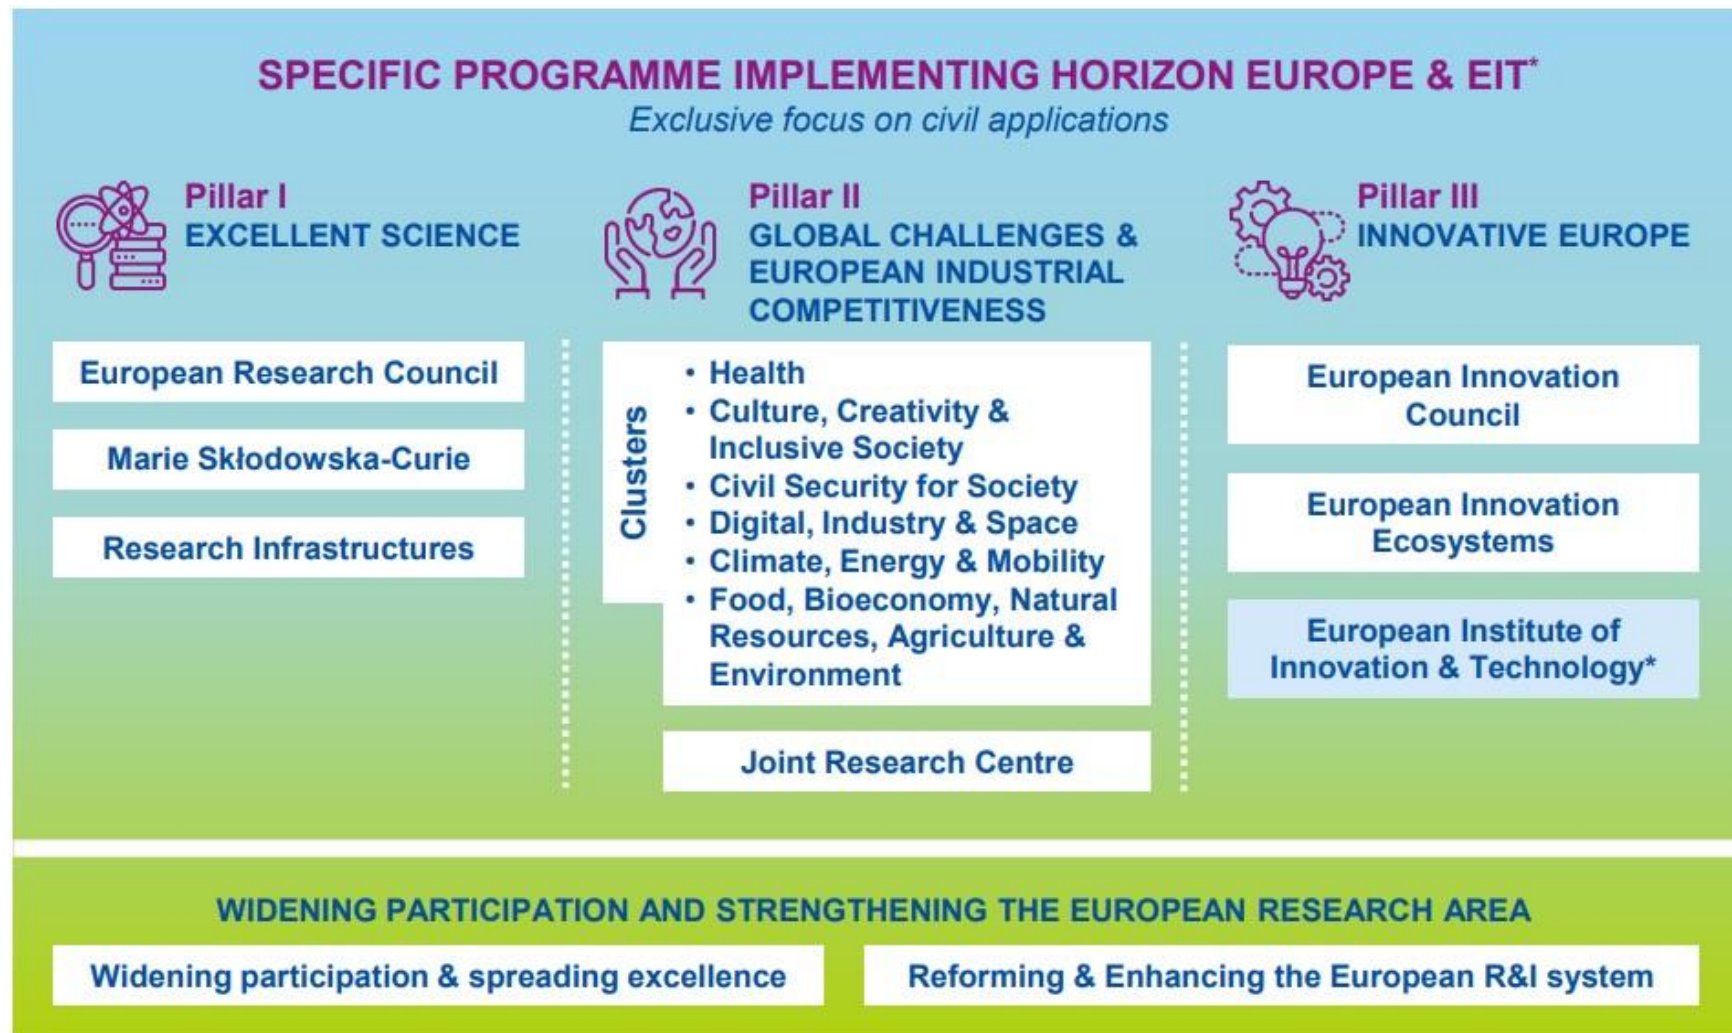 SPECIFIC PROGRAMME IMPLEMENTING HORIZON EUROPE & EIT*
Exclusive focus on civil applications
Pillar I
EXCELLENT SCIENCE
European Research Council
Marie Skłodowska-Curie
Research Infrastructures
Pillar II
GLOBAL CHALLENGES &
EUROPEAN INDUSTRIAL
COMPETITIVENESS
Clusters
• Health
• Culture, Creativity &
Inclusive Society
• Civil Security for Society
• Digital, Industry & Space
• Climate, Energy & Mobility
• Food, Bioeconomy, Natural
Resources, Agriculture &
Environment
Joint Research Centre
Pillar III
INNOVATIVE EUROPE
European Innovation
Council
European Innovation
Ecosystems
European Institute of
Innovation & Technology*
WIDENING PARTICIPATION AND STRENGTHENING THE EUROPEAN RESEARCH AREA
Widening participation & spreading excellence
Reforming & Enhancing the European R&I system